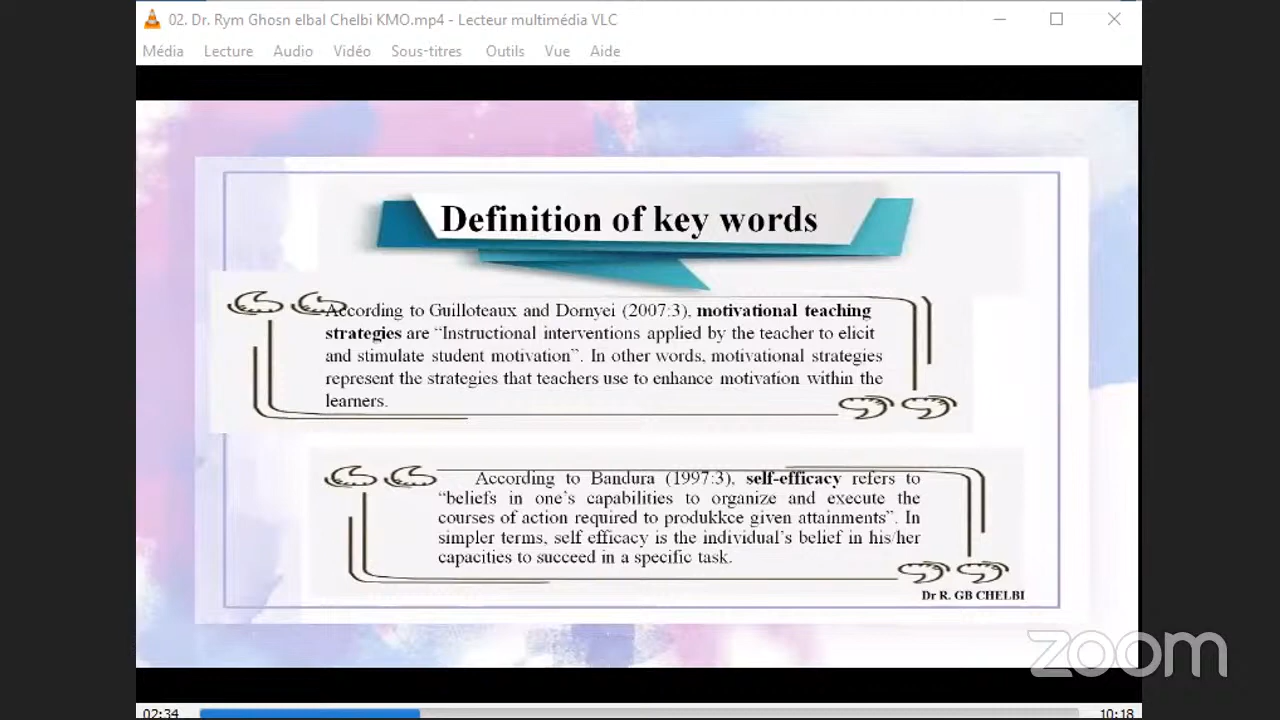 02. Dr. Rym Ghosn elbal Chelbi KMO.mp4 - Lecteur multimédia VLC
Média Lecture Audio Vidéo Sous-titres Outils Vue Aide
Definition of key words
According to Guilloteaux and Dornyei (2007:3), motivational teaching
strategies are “Instructional interventions applied by the teacher to elicit
and stimulate student motivation”. In other words, motivational strategies
represent the strategies that teachers use to enhance motivation within the
learners.
According to Bandura (1997:3), self-efficacy refers to
“beliefs in one’s capabilities to organize and execute the
courses of action required to produkkce given attainments”. In
simpler terms, self efficacy is the individual’s belief in his/her
capacities to succeed in a specific task.
Dr R. GB CHELBI
zoom
02:34 10:18